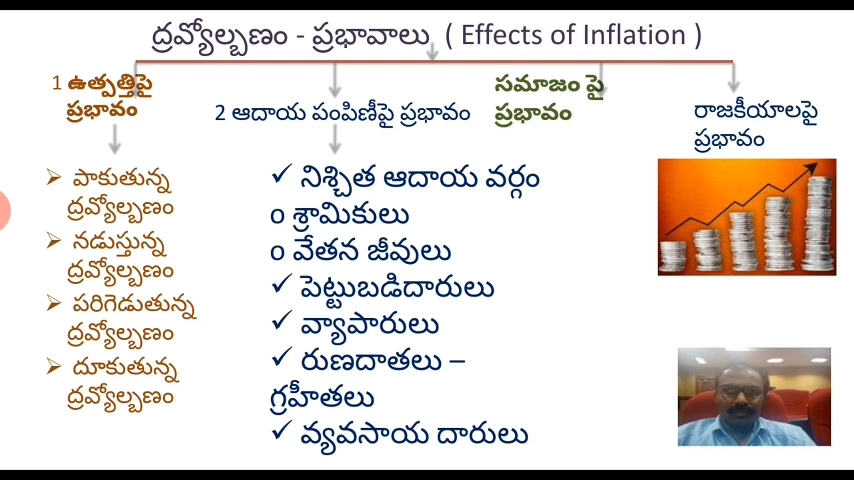 ద్రవ్యోల్బణం - ప్రభావాలు ( Effects of Inflation )
1 ఉత్పత్తిపై
ప్రభావం
2 ఆదాయ పంపిణీపై ప్రభావం
సమాజం పై
ప్రభావం
రాజకీయాలపై
ప్రభావం
➢ పాకుతున్న
ద్రవ్యోల్బణం
➢ నడుస్తున్న
ద్రవ్యోల్బణం
➢ పరిగెడుతున్న
ద్రవ్యోల్బణం
➢ దూకుతున్న
ద్రవ్యోల్బణం
✓ నిశ్చిత ఆదాయ వర్గం
o శ్రామికులు
o వేతన జీవులు
✓ పెట్టుబడిదారులు
✓ వ్యాపారులు
✓ రుణదాతలు –
గ్రహీతలు
✓ వ్యవసాయ దారులు